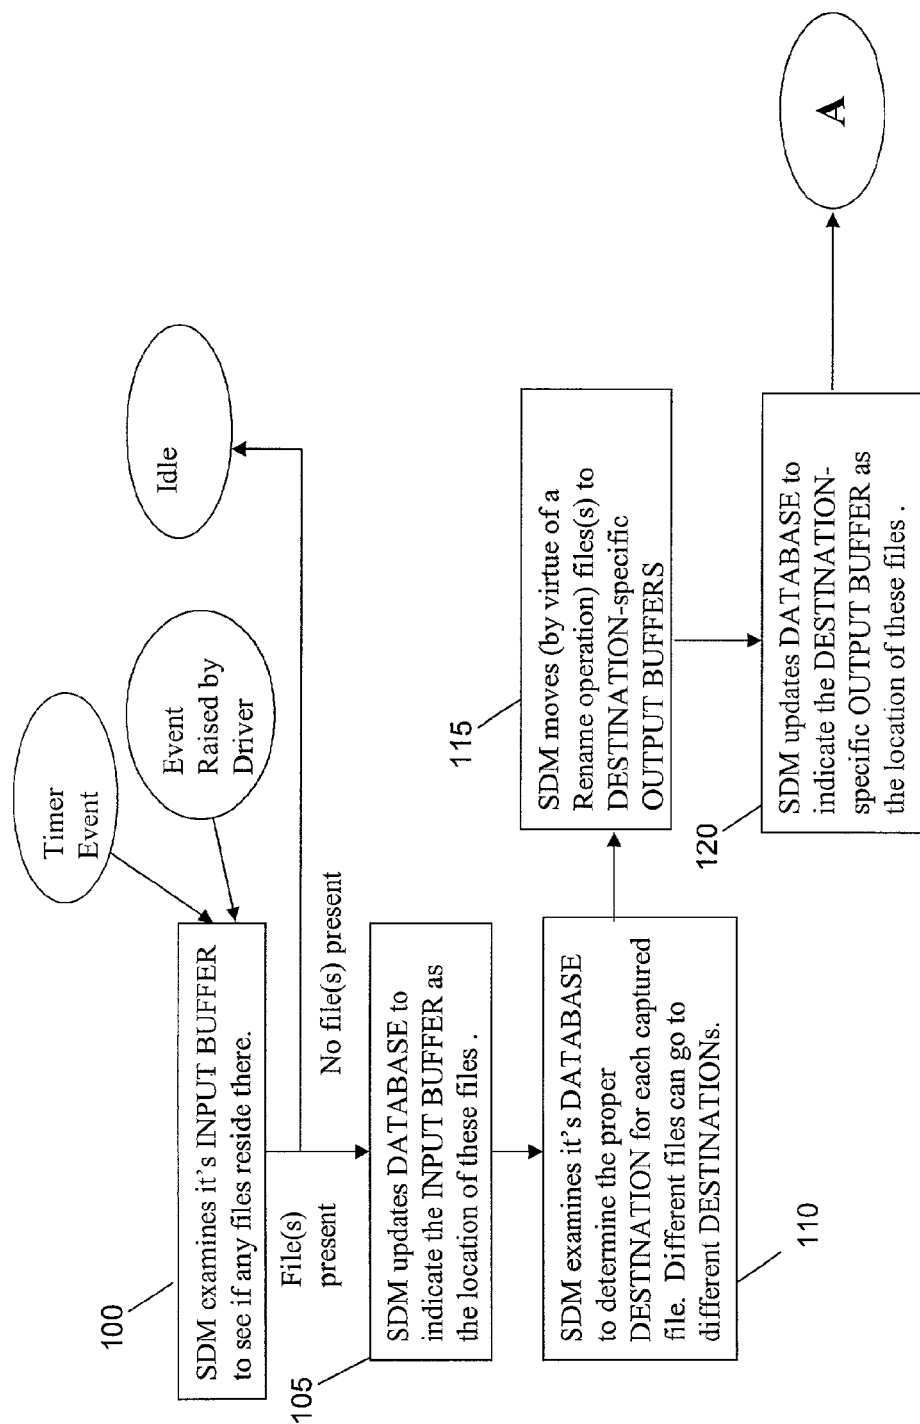 Timer
Event
Event
Raised by
Driver
100
SDM examines it's INPUT BUFFER
to see if any files reside there.
File(s)
present
No file(s) present
Idle
105
SDM updates DATABASE to
indicate the INPUT BUFFER as
the location of these files .
110
SDM examines it's DATABASE
to determine the proper
DESTINATION for each captured
file. Different files can go to
different DESTINATIONs.
115
SDM moves (by virtue of a
Rename operation) files(s) to
DESTINATION-specific
OUTPUT BUFFERS
120
SDM updates DATABASE to
indicate the DESTINATION-
specific OUTPUT BUFFER as
the location of these files .
A